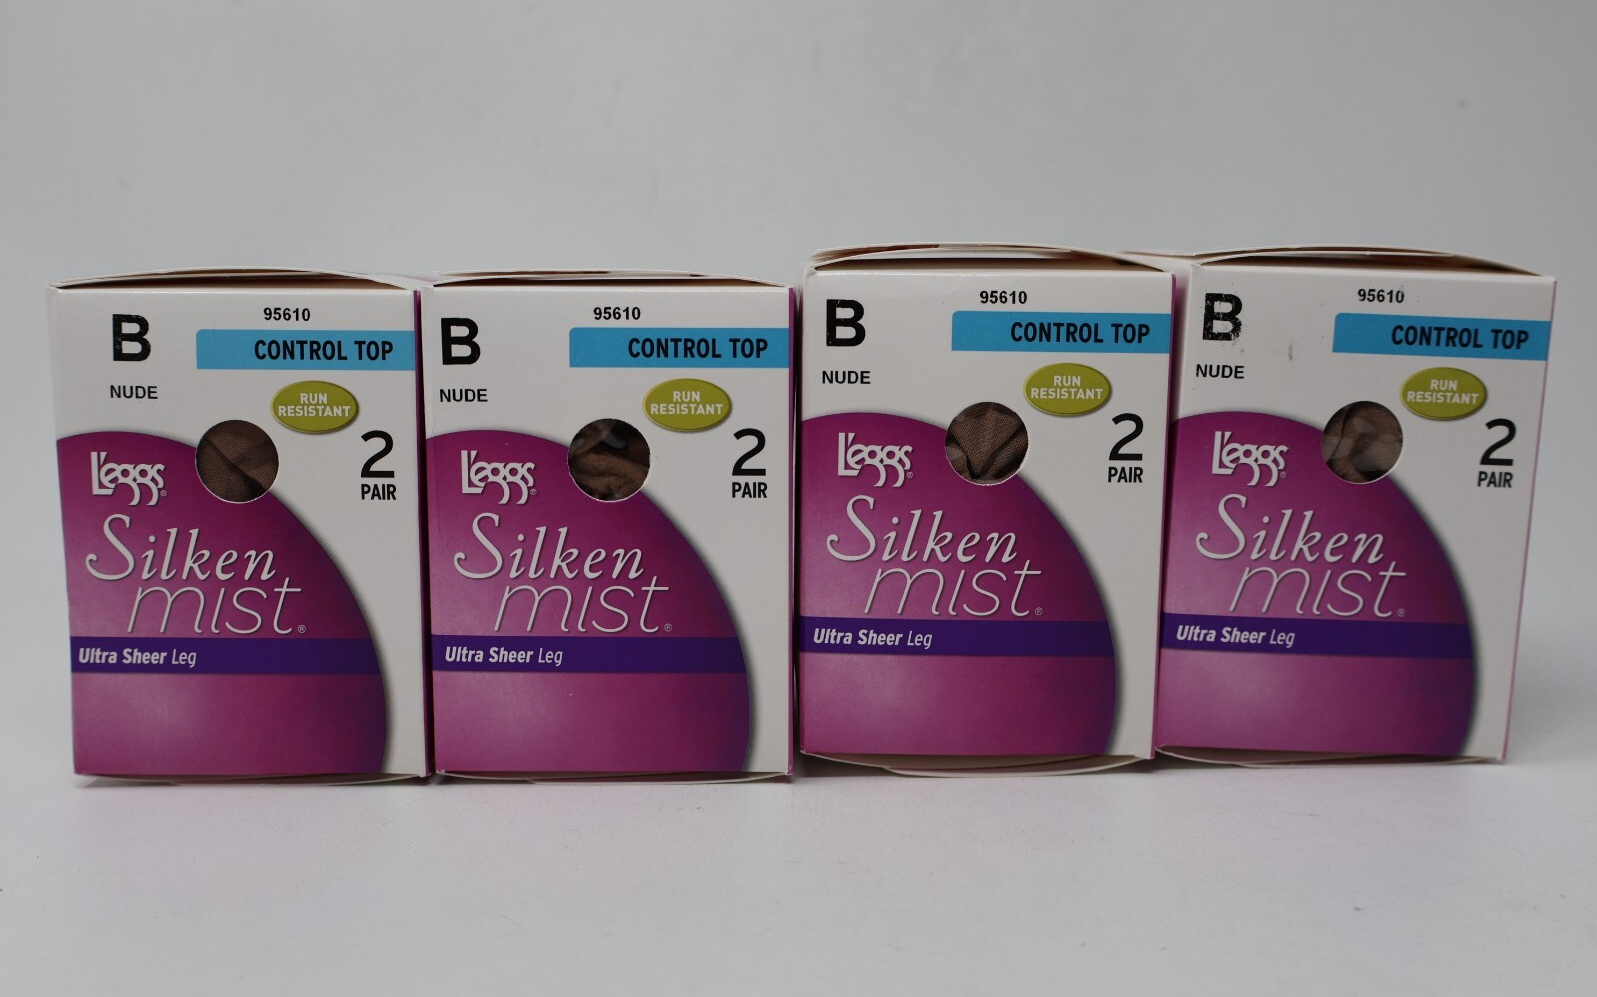 B
95610
CONTROL TOP
NUDE
RUN
RESISTANT
2
PAIR
L'eggs®
Silken
mist®
Ultra Sheer Leg
B
95610
CONTROL TOP
NUDE
RUN
RESISTANT
2
PAIR
L'eggs®
Silken
mist®
Ultra Sheer Leg
B
95610
CONTROL TOP
NUDE
RUN
RESISTANT
2
PAIR
L'eggs®
Silken
mist®
Ultra Sheer Leg
B
95610
CONTROL TOP
NUDE
RUN
RESISTANT
2
PAIR
L'eggs®
Silken
mist®
Ultra Sheer Leg